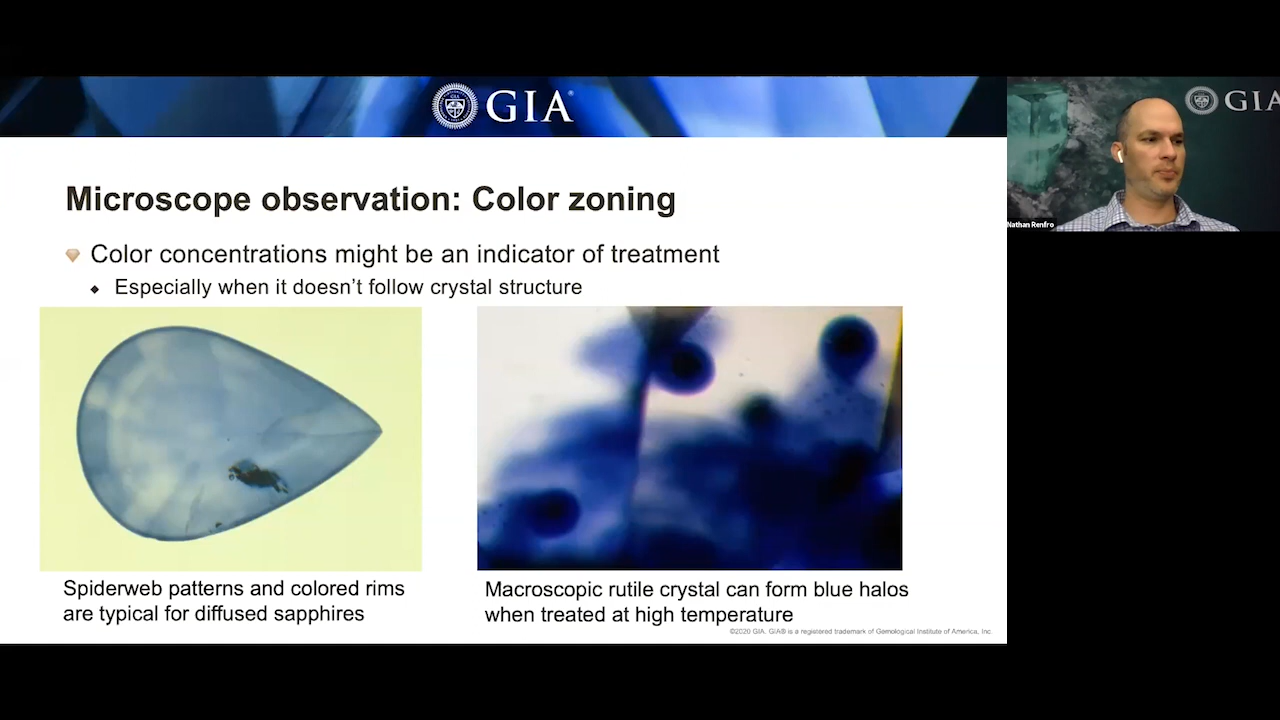 GIA®
GIA
Nathan Renfro
Microscope observation: Color zoning
Color concentrations might be an indicator of treatment
Especially when it doesn’t follow crystal structure
Spiderweb patterns and colored rims
are typical for diffused sapphires
Macroscopic rutile crystal can form blue halos
when treated at high temperature
©2020 GIA. GIA® is a registered trademark of Gemological Institute of America, Inc